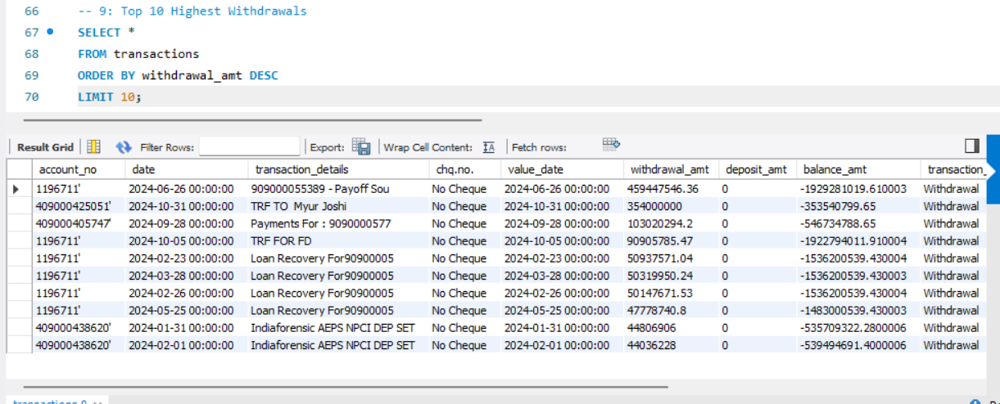 66 -- 9: Top 10 Highest Withdrawals
67 SELECT *
68 FROM transactions
69 ORDER BY withdrawal_amt DESC
70 LIMIT 10;
Result Grid Filter Rows: Export: Wrap Cell Content: IA Fetch rows:
account_no date transaction_details chq.no. value_date withdrawal_amt deposit_amt balance_amt transaction_
1196711' 2024-06-26 00:00:00 909000055389 - Payoff Sou No Cheque 2024-06-26 00:00:00 459447546.36 0 -1929281019.610003 Withdrawal
409000425051' 2024-10-31 00:00:00 TRF TO  Myur Joshi No Cheque 2024-10-31 00:00:00 354000000 0 -353540799.65 Withdrawal
409000405747' 2024-09-28 00:00:00 Payments For : 9090000577 No Cheque 2024-09-28 00:00:00 103020294.2 0 -546734788.65 Withdrawal
1196711' 2024-10-05 00:00:00 TRF FOR FD No Cheque 2024-10-05 00:00:00 90905785.47 0 -1922794011.910004 Withdrawal
1196711' 2024-02-23 00:00:00 Loan Recovery For90900005 No Cheque 2024-02-23 00:00:00 50937571.04 0 -1536200539.430004 Withdrawal
1196711' 2024-03-28 00:00:00 Loan Recovery For90900005 No Cheque 2024-03-28 00:00:00 50319950.24 0 -1536200539.430003 Withdrawal
1196711' 2024-02-26 00:00:00 Loan Recovery For90900005 No Cheque 2024-02-26 00:00:00 50147671.53 0 -1536200539.430004 Withdrawal
1196711' 2024-05-25 00:00:00 Loan Recovery For90900005 No Cheque 2024-05-25 00:00:00 47778740.8 0 -1483000539.430003 Withdrawal
409000438620' 2024-01-31 00:00:00 Indiaforensic AEPS NPCI DEP SET No Cheque 2024-01-31 00:00:00 44806906 0 -535709322.2800006 Withdrawal
409000438620' 2024-02-01 00:00:00 Indiaforensic AEPS NPCI DEP SET No Cheque 2024-02-01 00:00:00 44036228 0 -539494691.4000006 Withdrawal